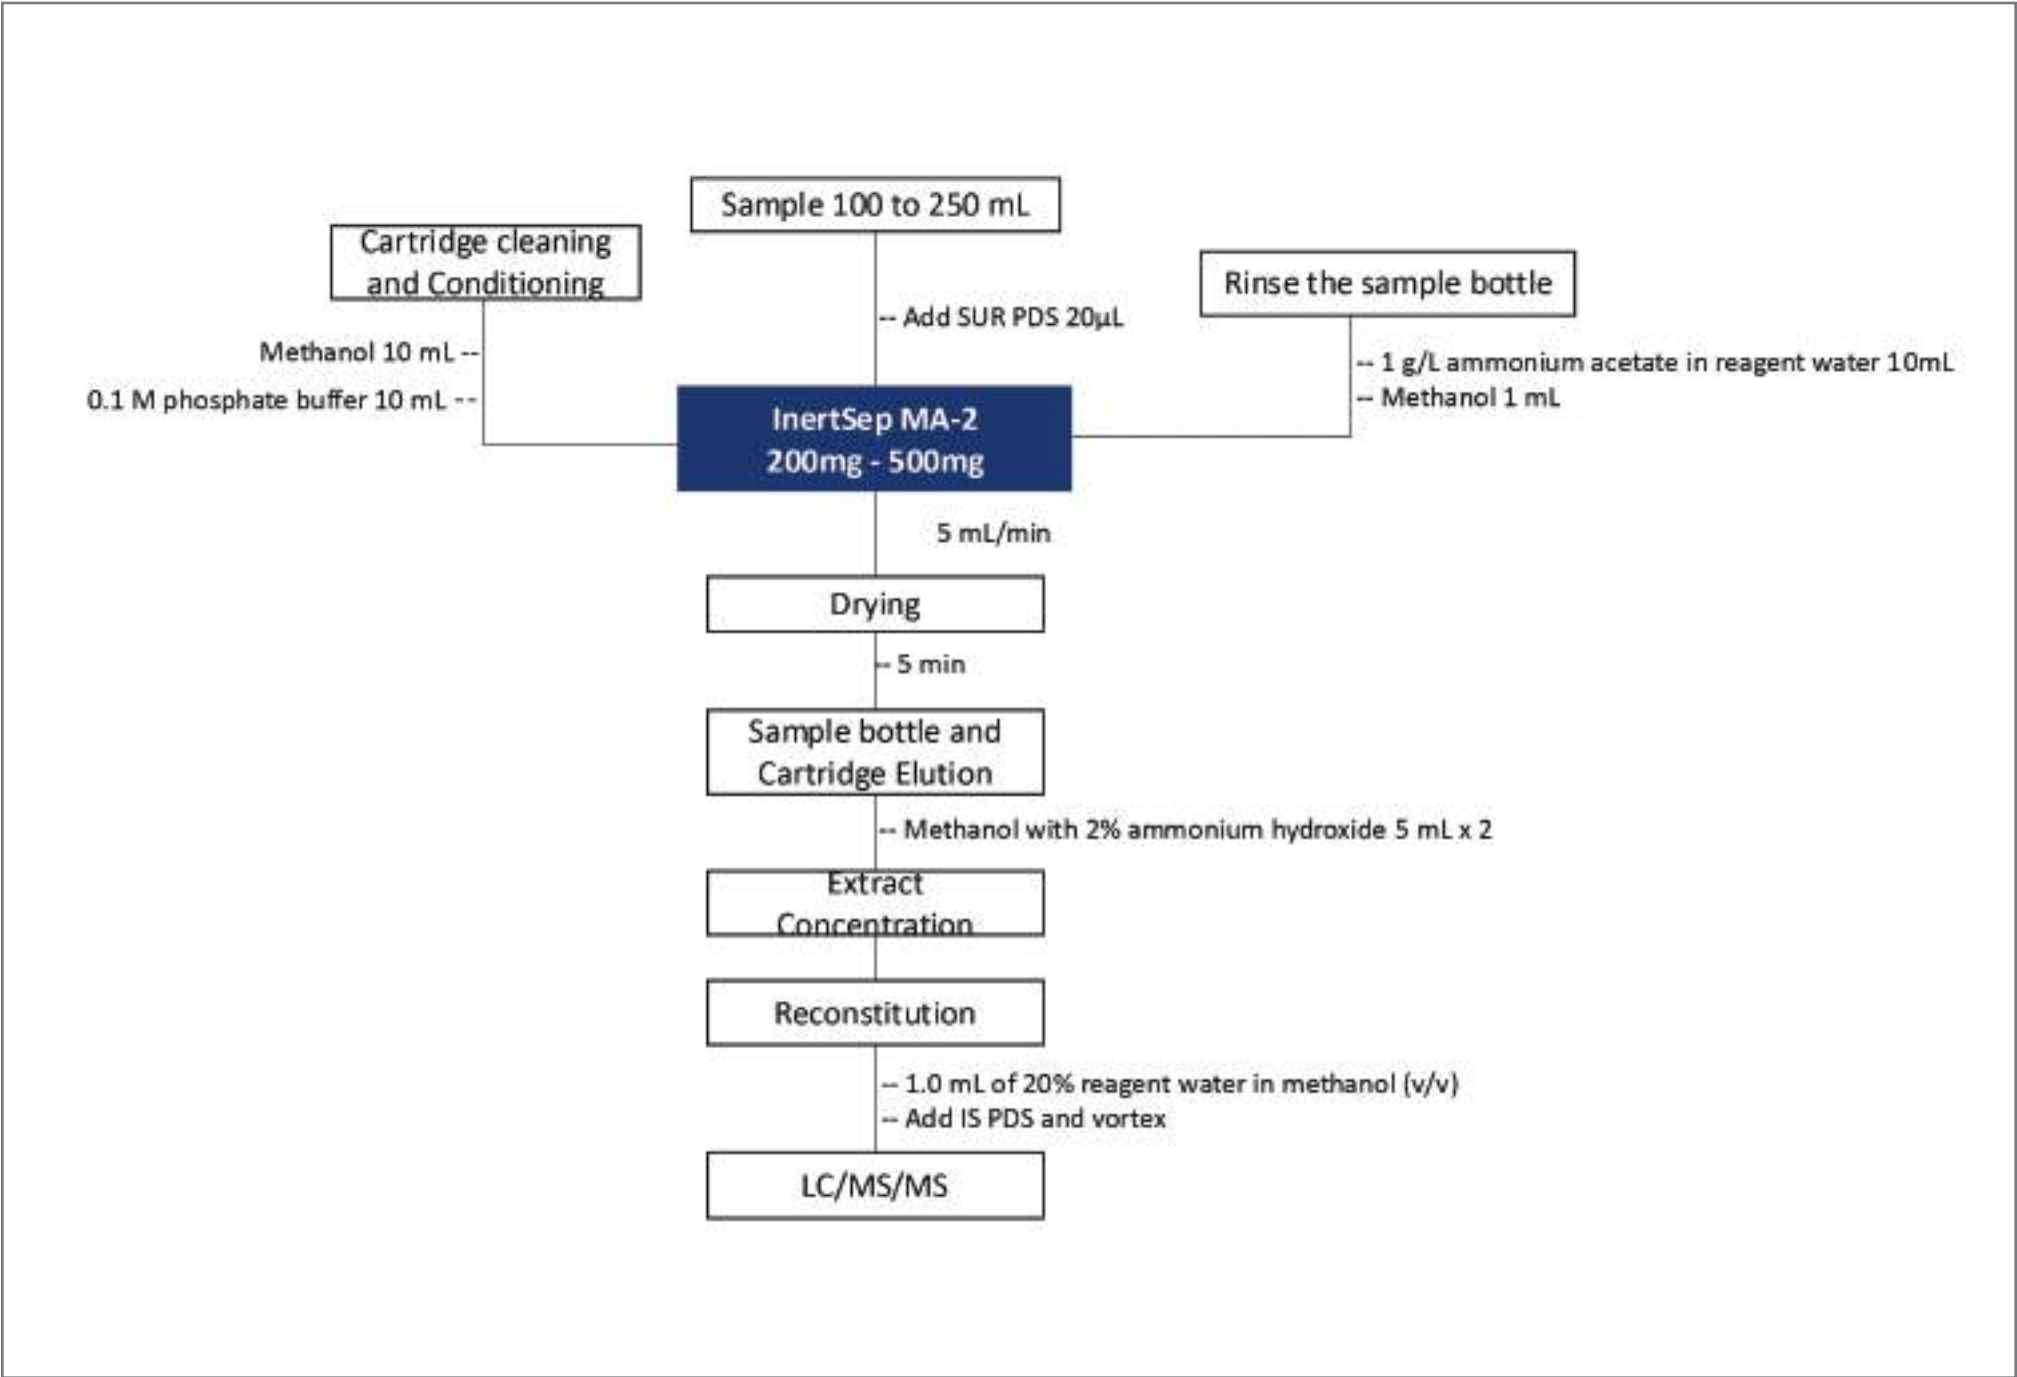 Sample 100 to 250 mL
Cartridge cleaning
and Conditioning
Rinse the sample bottle
-- Add SUR PDS 20µL
Methanol 10 mL --
0.1 M phosphate buffer 10 mL --
-- 1 g/L ammonium acetate in reagent water 10mL
-- Methanol 1 mL
InertSep MA-2
200mg - 500mg
5 mL/min
Drying
-- 5 min
Sample bottle and
Cartridge Elution
-- Methanol with 2% ammonium hydroxide 5 mL x 2
Extract
Concentration
Reconstitution
-- 1.0 mL of 20% reagent water in methanol (v/v)
-- Add IS PDS and vortex
LC/MS/MS